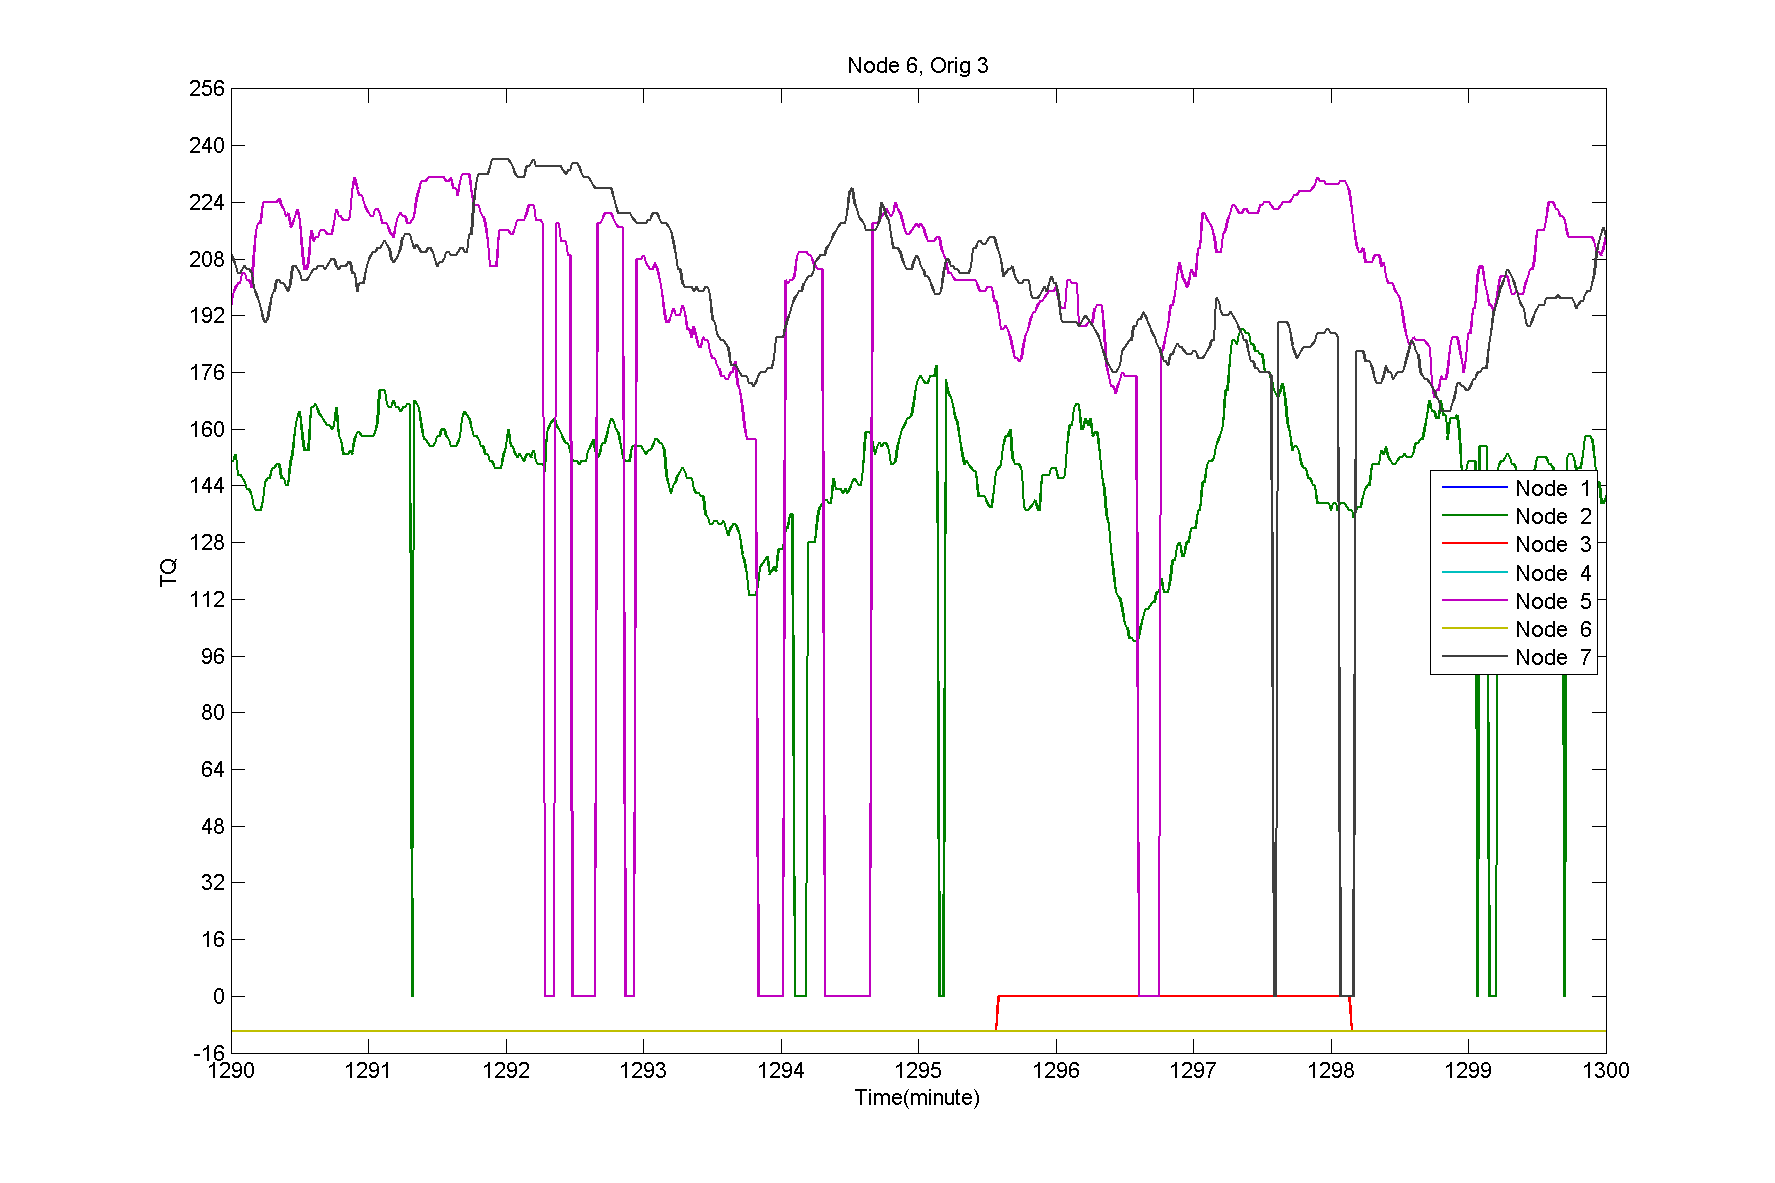 Node 6, Orig 3
256
240
224
208
192
176
160
144
128
112
96
80
64
48
32
16
0
-16
TQ
Node 1
Node 2
Node 3
Node 4
Node 5
Node 6
Node 7
1290 1291 1292 1293 1294 1295 1296 1297 1298 1299 1300
Time(minute)